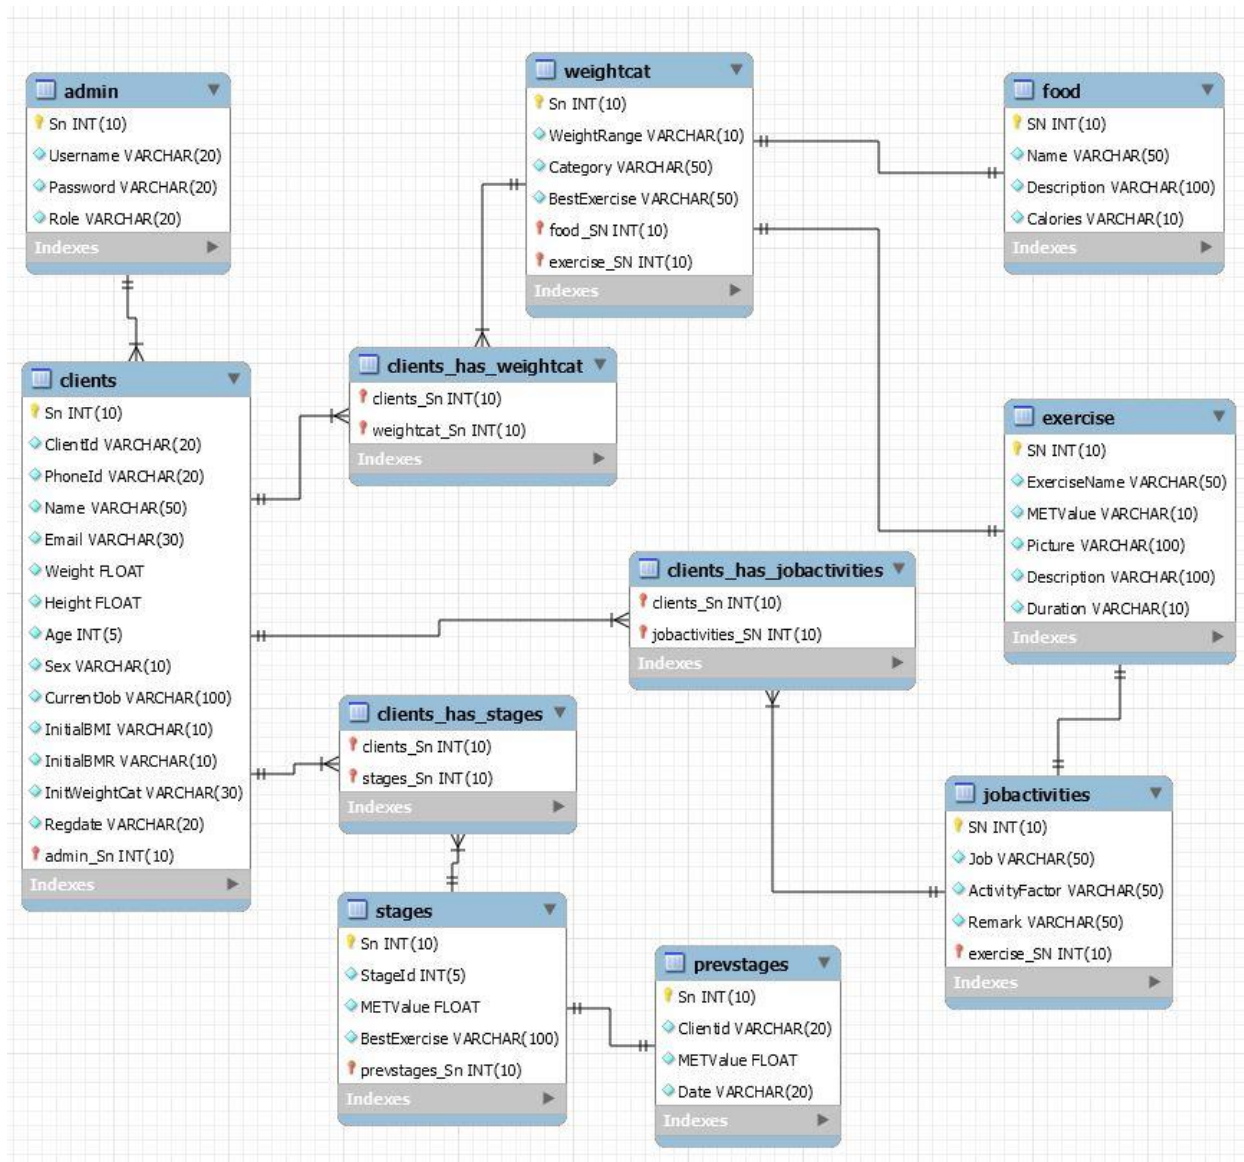 admin
Sn INT(10)
Username VARCHAR(20)
Password VARCHAR(20)
Role VARCHAR(20)
Indexes
weightcat
Sn INT(10)
WeightRange VARCHAR(10)
Category VARCHAR(50)
BestExercise VARCHAR(50)
food_SN INT(10)
exercise_SN INT(10)
Indexes
food
SN INT(10)
Name VARCHAR(50)
Description VARCHAR(100)
Calories VARCHAR(10)
Indexes
clients
Sn INT(10)
ClientId VARCHAR(20)
PhoneId VARCHAR(20)
Name VARCHAR(50)
Email VARCHAR(30)
Weight FLOAT
Height FLOAT
Age INT(5)
Sex VARCHAR(10)
CurrentJob VARCHAR(100)
InitialBMI VARCHAR(10)
InitialBMR VARCHAR(10)
InitWeightCat VARCHAR(30)
Regdate VARCHAR(20)
admin_Sn INT(10)
Indexes
clients_has_weightcat
clients_Sn INT(10)
weightcat_Sn INT(10)
Indexes
exercise
SN INT(10)
ExerciseName VARCHAR(50)
METValue VARCHAR(10)
Picture VARCHAR(100)
Description VARCHAR(100)
Duration VARCHAR(10)
Indexes
clients_has_jobactivities
clients_Sn INT(10)
jobactivities_SN INT(10)
Indexes
clients_has_stages
clients_Sn INT(10)
stages_Sn INT(10)
Indexes
jobactivities
SN INT(10)
Job VARCHAR(50)
ActivityFactor VARCHAR(50)
Remark VARCHAR(50)
exercise_SN INT(10)
Indexes
stages
Sn INT(10)
StageId INT(5)
METValue FLOAT
BestExercise VARCHAR(100)
prevstages_Sn INT(10)
Indexes
prevstages
Sn INT(10)
Clientid VARCHAR(20)
METValue FLOAT
Date VARCHAR(20)
Indexes